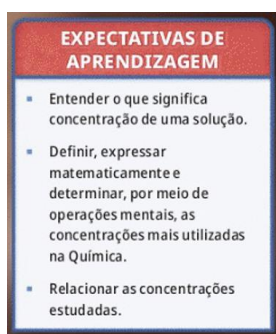 EXPECTATIVAS DE
APRENDIZAGEM
▪ Entender o que significa
concentração de uma solução.
▪ Definir, expressar
matematicamente e
determinar, por meio de
operações mentais, as
concentrações mais utilizadas
na Química.
▪ Relacionar as concentrações
estudadas.